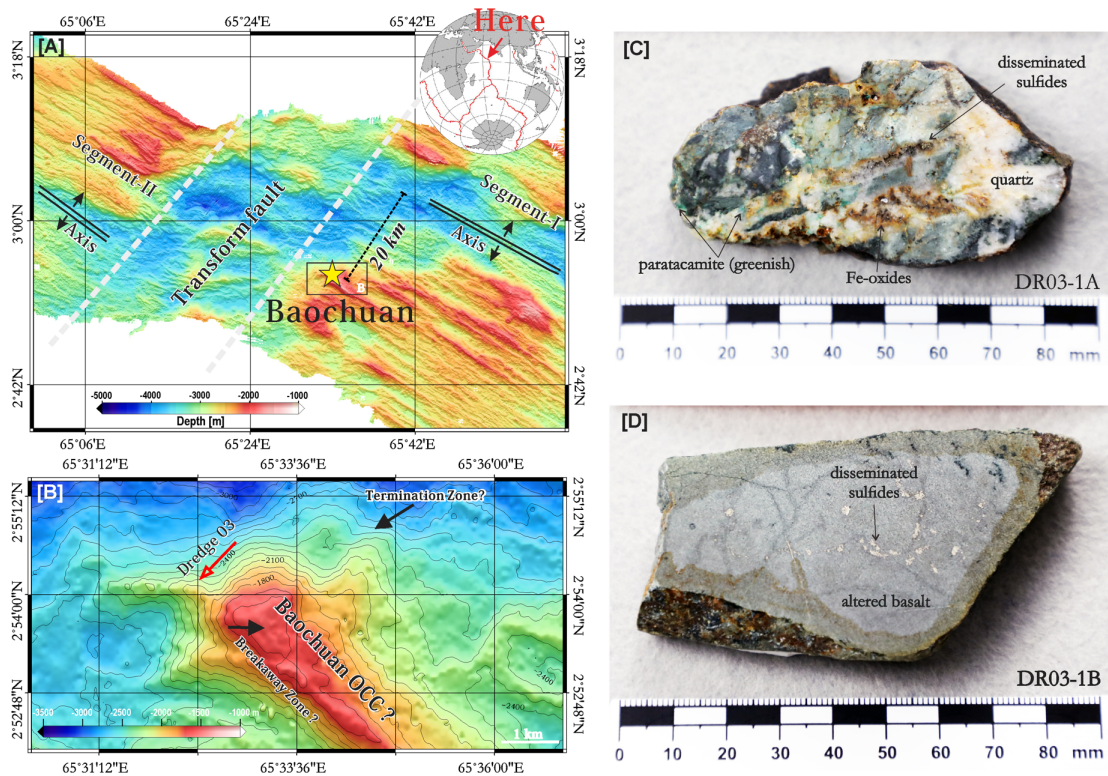 65°06'E
65°24'E
65°42'E
Here
[A]
3°18'N
3°18'N
Segment-II
Axis
Transform fault
Segment-I
Axis
3°00'N
3°00'N
20 km
B
Baochuan
2°42'N
2°42'N
-5000 -4000 -3000 -2000 -1000
Depth [m]
65°06'E
65°24'E
65°42'E
65°31'12"E
65°33'36"E
65°36'00"E
[B]
2°55'12"N
2°55'12"N
Termination Zone?
-2700
Dredge 03
-2400
-2100
-1800
2°54'00"N
2°54'00"N
Baochuan OCC ?
Breakaway Zone ?
-2400
-2400
2°52'48"N
2°52'48"N
-3500 -2500 -2000 -1500 -1000 m
1 km
65°31'12"E
65°33'36"E
65°36'00"E
[C]
disseminated
sulfides
quartz
paratacamite (greenish)
Fe-oxides
DR03-1A
0 10 20 30 40 50 60 70 80 mm
[D]
disseminated
sulfides
altered basalt
DR03-1B
0 10 20 30 40 50 60 70 80 mm